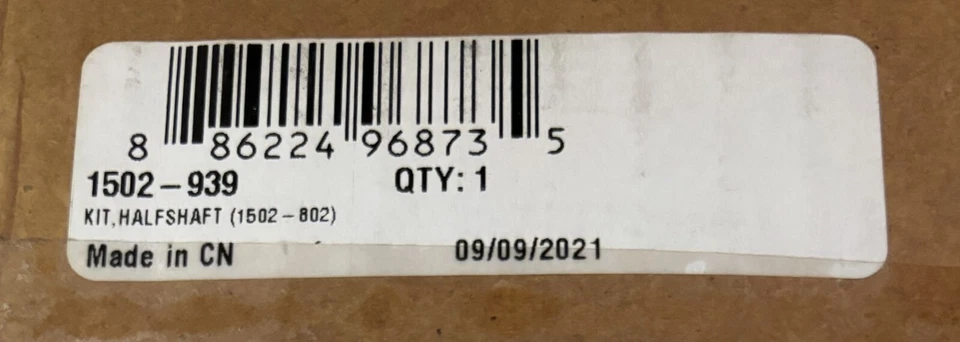 8 86224 96873 5
1502-939 QTY: 1
KIT,HALFSHAFT (1502-802)
Made in CN 09/09/2021